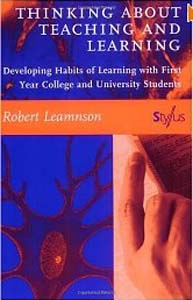 THINKING ABOUT
TEACHING AND
LEARNING
Developing Habits of Learning with First
Year College and University Students
Robert Leamnson
Stylus